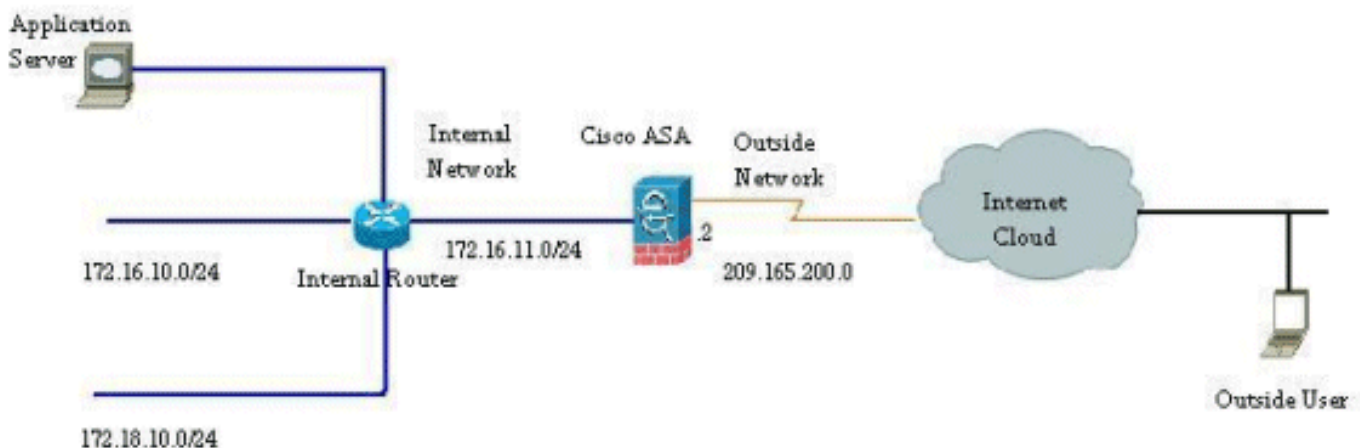 Application
Server
Internal
Network
Cisco ASA
Outside
Network
Internet
Cloud
.2
172.16.10.0/24
Internal Router
172.16.11.0/24
209.165.200.0
Outside User
172.18.10.0/24